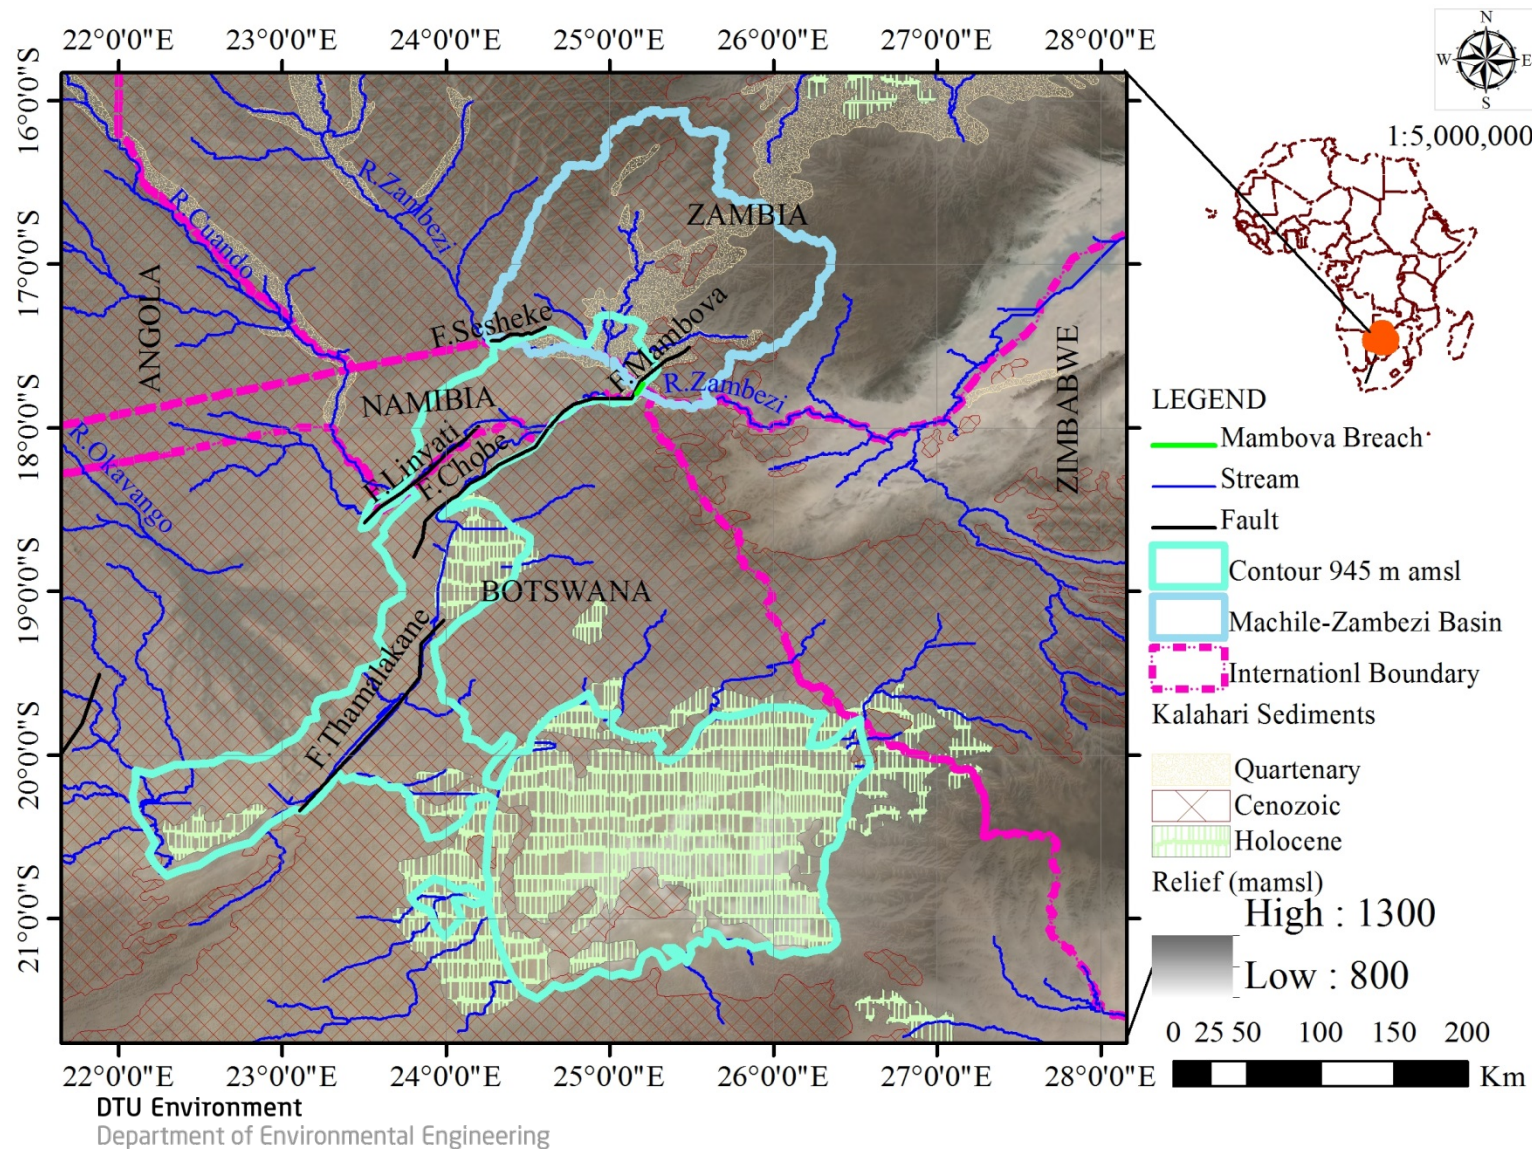 22°0'0"E 23°0'0"E 24°0'0"E 25°0'0"E 26°0'0"E 27°0'0"E 28°0'0"E
N
W E
S
1:5,000,000
16°0'0"S
17°0'0"S
18°0'0"S
19°0'0"S
20°0'0"S
21°0'0"S
R.Zambezi
R.Cuando
ZAMBIA
ANGOLA
F.Sesheke
F.Mambova
NAMIBIA
R.Zambezi
ZIMBABWE
R.Okavango
F.Linyati
F.Chobe
BOTSWANA
F.Thamalakane
LEGEND
Mambova Breach
Stream
Fault
Contour 945 m amsl
Machile-Zambezi Basin
Internationl Boundary
Kalahari Sediments
Quartenary
Cenozoic
Holocene
Relief (mamsl)
High : 1300
Low : 800
0 25 50 100 150 200
Km
22°0'0"E 23°0'0"E 24°0'0"E 25°0'0"E 26°0'0"E 27°0'0"E 28°0'0"E
DTU Environment
Department of Environmental Engineering